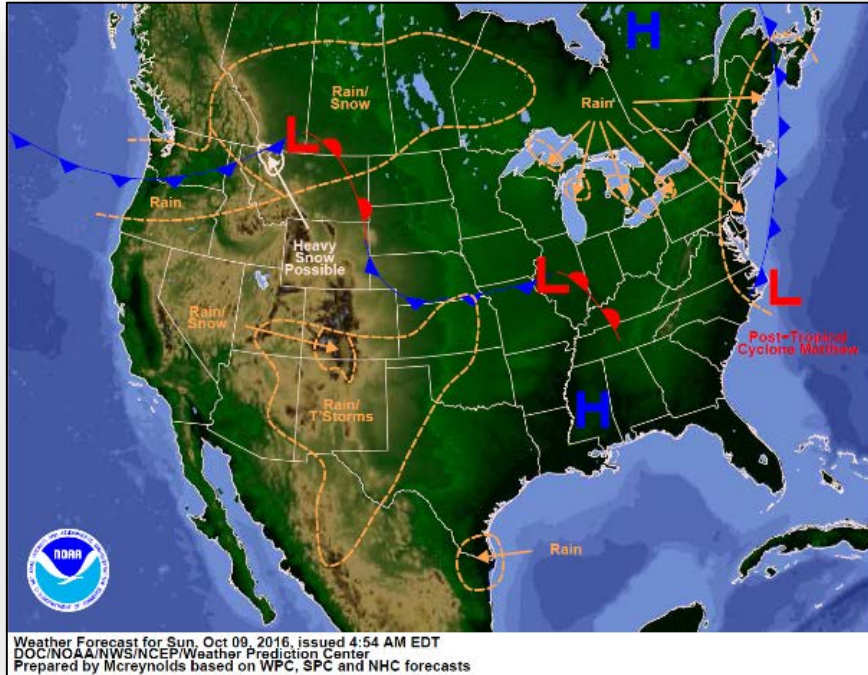 H
Rain/
Snow
Rain
L
Rain
Heavy
Snow
Possible
L
L
Rain/
Snow
Post-Tropical
Cyclone Matthew
Rain/
T'Storms
H
Rain
NOAA
Weather Forecast for Sun, Oct 09, 2016, issued 4:54 AM EDT
DOC/NOAA/NWS/NCEP/Weather Prediction Center
Prepared by Mcreynolds based on WPC, SPC and NHC forecasts